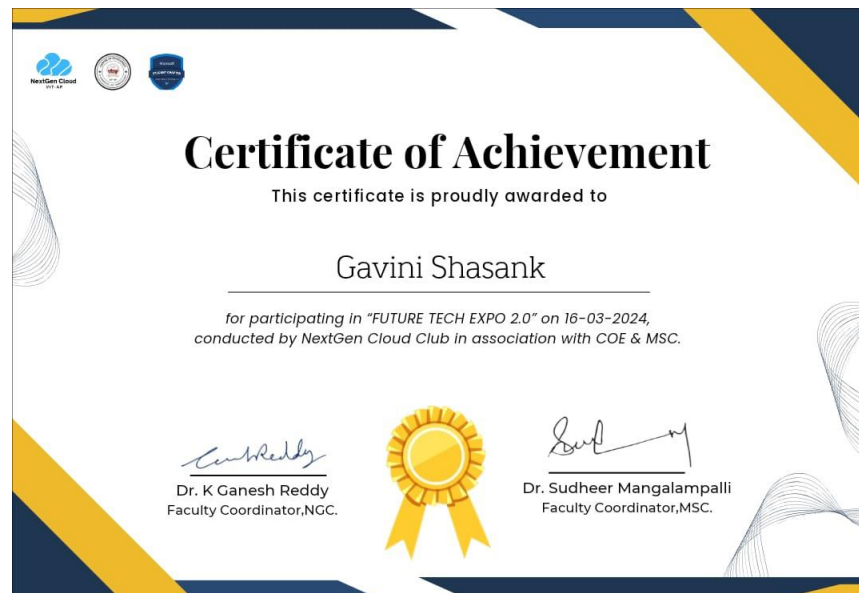 NextGen Cloud
VIT-AP
Certificate of Achievement
This certificate is proudly awarded to
Gavini Shasank
for participating in “FUTURE TECH EXPO 2.0” on 16-03-2024,
conducted by NextGen Cloud Club in association with COE & MSC.
Dr. K Ganesh Reddy
Faculty Coordinator,NGC.
Dr. Sudheer Mangalampalli
Faculty Coordinator,MSC.